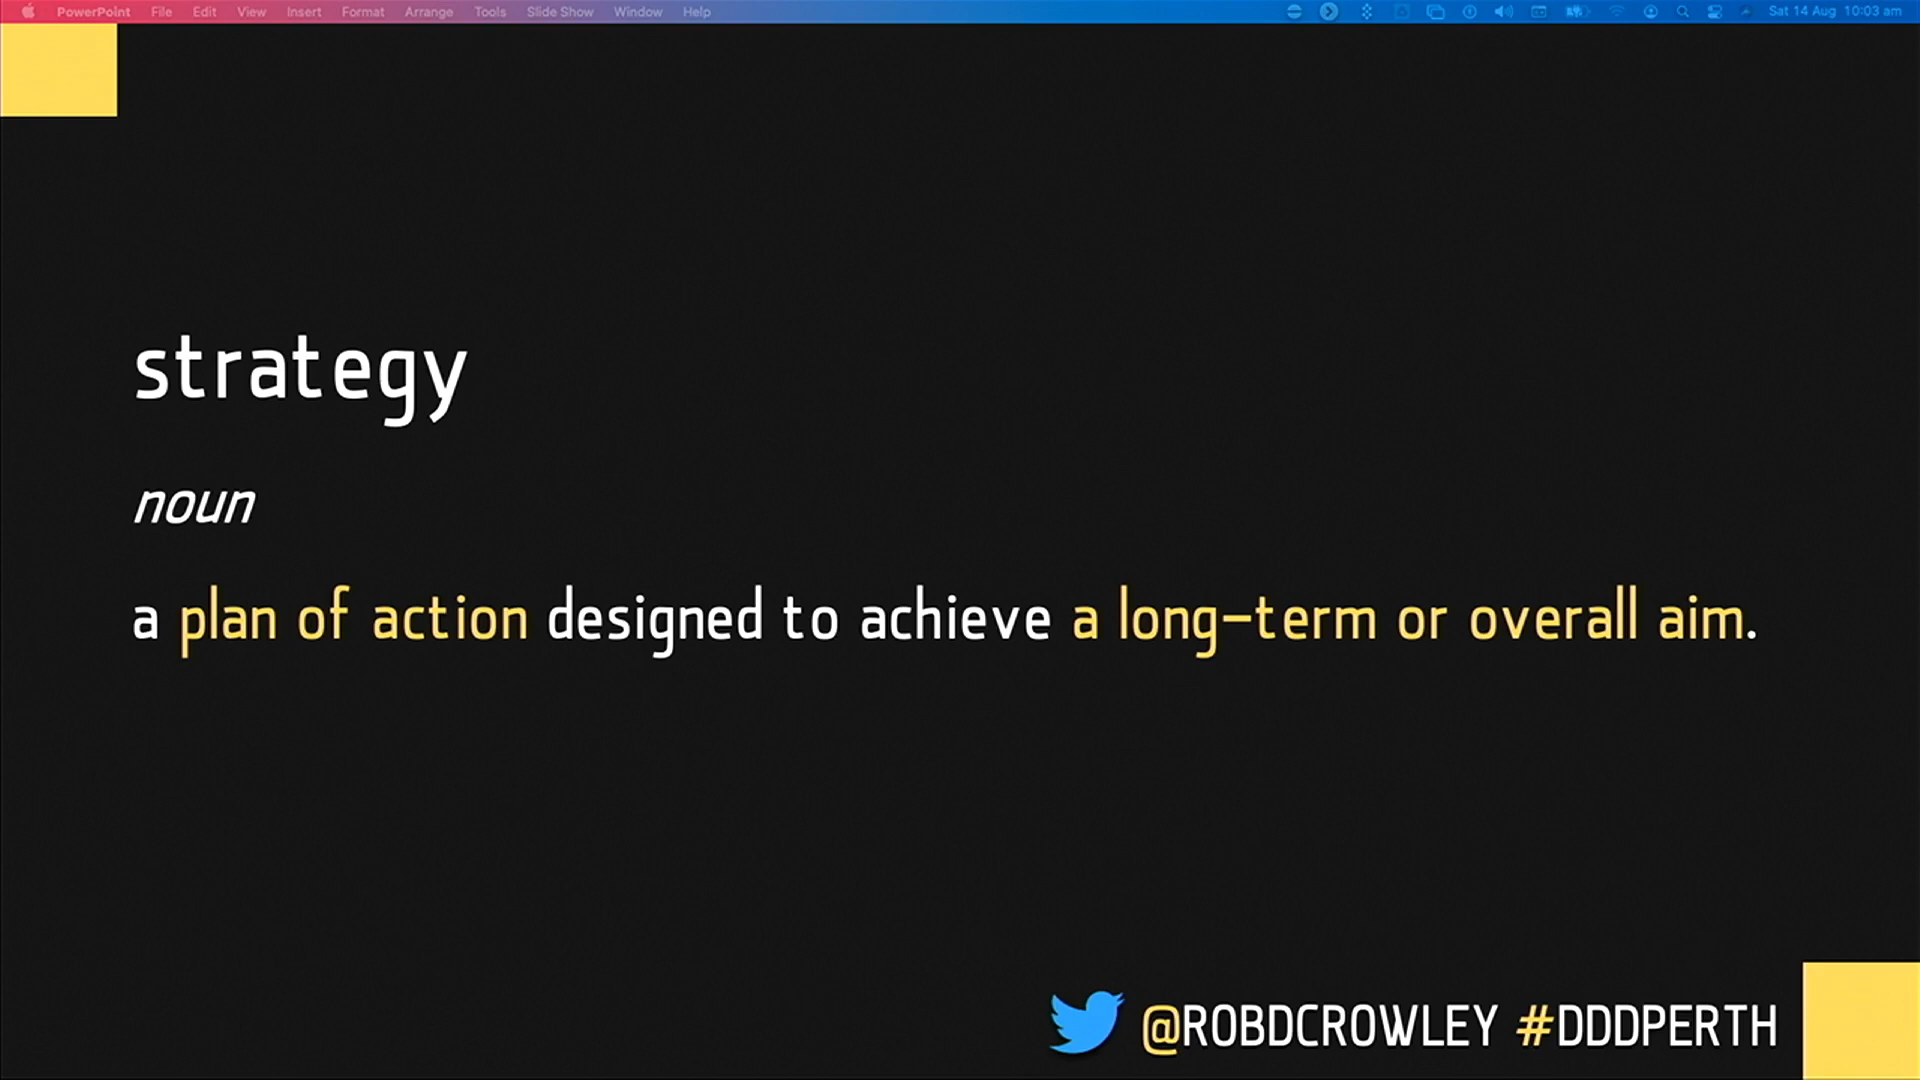 PowerPoint File Edit View Insert Format Arrange Tools Slide Show Window Help Sat 14 Aug 10:03 am
strategy
noun
a plan of action designed to achieve a long-term or overall aim.
@ROBDCROWLEY #DDDPERTH